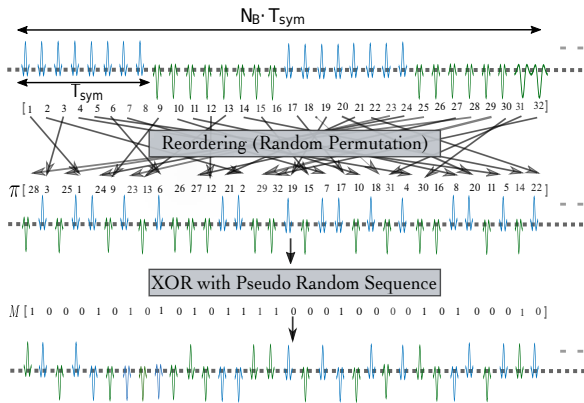 N_B · T_sym
T_sym
[1 2 3 4 5 6 7 8 9 10 11 12 13 14 15 16 17 18 19 20 21 22 23 24 25 26 27 28 29 30 31 32]
Reordering (Random Permutation)
π [28 3 25 1 24 9 23 13 6 26 27 12 21 2 29 32 19 15 7 17 10 18 31 4 30 16 8 20 11 5 14 22]
XOR with Pseudo Random Sequence
M [1 0 0 0 1 0 1 0 1 0 1 0 0 1 1 1 0 0 1 0 0 1 0 0 0 1 0 0 0 0 1 0]